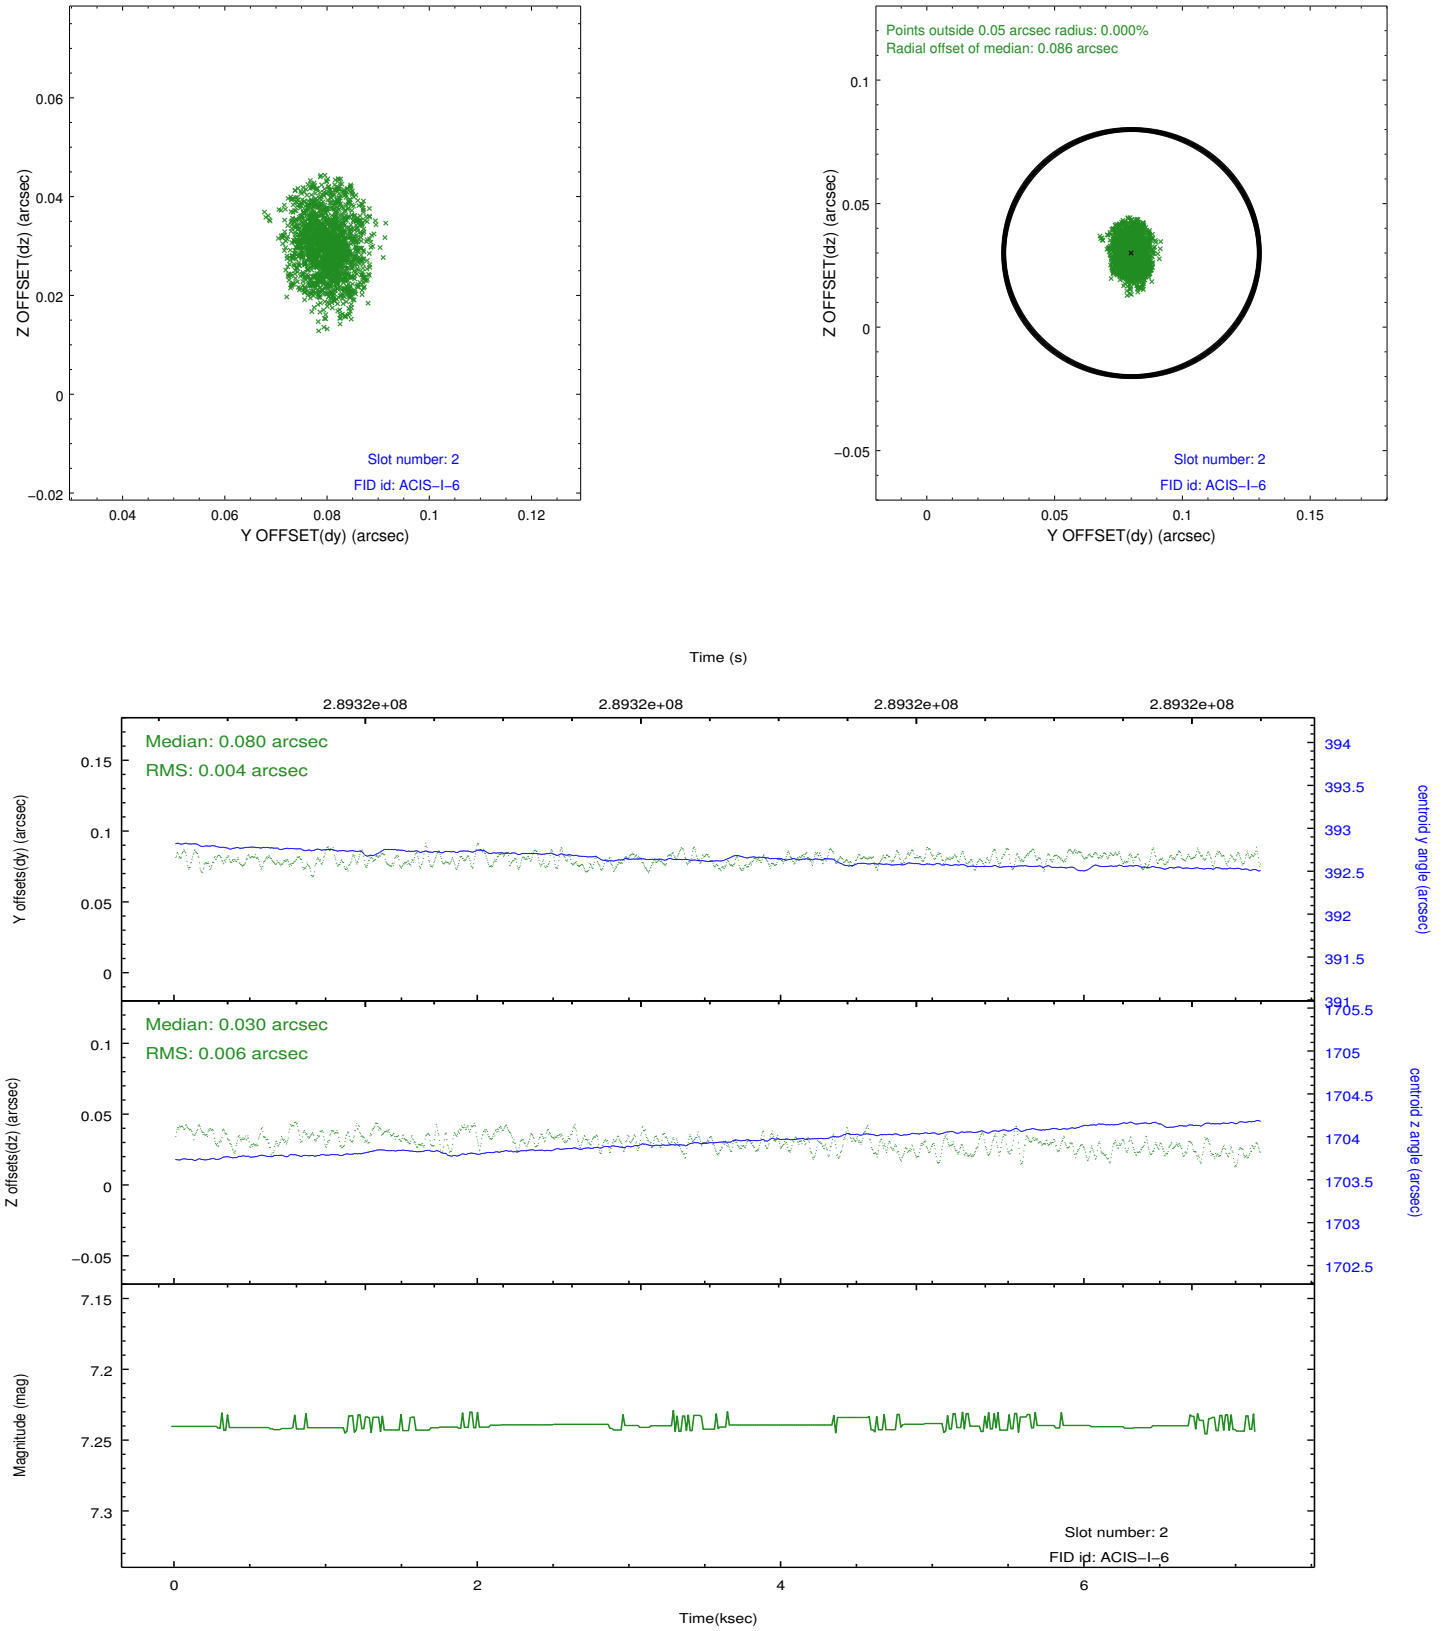 0.06
0.04
0.02
0
−0.02
Z OFFSET(dz) (arcsec)
Slot number: 2
FID id: ACIS−I−6
0.04 0.06 0.08 0.1 0.12
Y OFFSET(dy) (arcsec)
Points outside 0.05 arcsec radius: 0.000%
Radial offset of median: 0.086 arcsec
0.1
0.05
0
−0.05
Z OFFSET(dz) (arcsec)
Slot number: 2
FID id: ACIS−I−6
0 0.05 0.1 0.15
Y OFFSET(dy) (arcsec)
Time (s)
2.8932e+08 2.8932e+08 2.8932e+08 2.8932e+08
Median: 0.080 arcsec
RMS: 0.004 arcsec
0.15
0.1
0.05
0
Y offsets(dy) (arcsec)
394
393.5
393
392.5
392
391.5
391
centroid y angle (arcsec)
Median: 0.030 arcsec
RMS: 0.006 arcsec
0.1
0.05
0
−0.05
Z offsets(dz) (arcsec)
1705.5
1705
1704.5
1704
1703.5
1703
1702.5
centroid z angle (arcsec)
7.15
7.2
7.25
7.3
Magnitude (mag)
Slot number: 2
FID id: ACIS−I−6
0 2 4 6
Time(ksec)